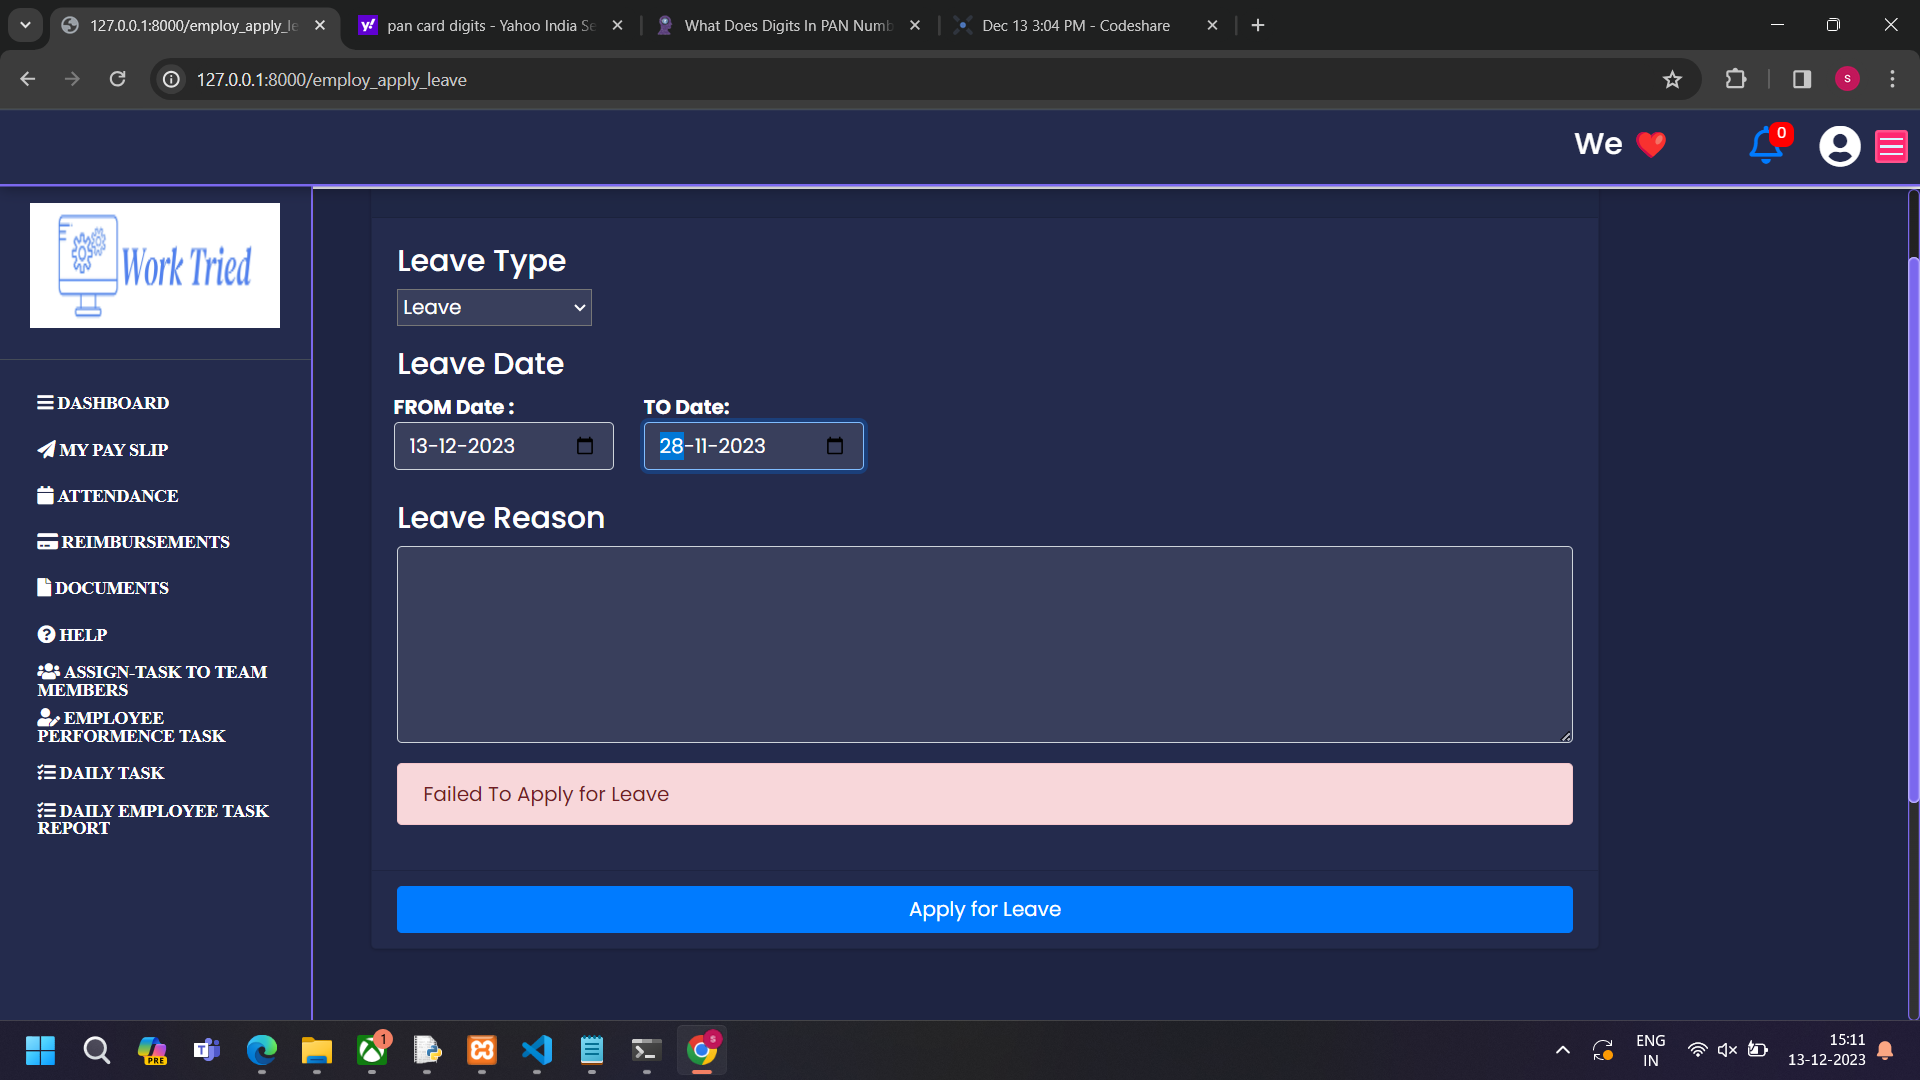 127.0.0.1:8000/employ_apply_le
pan card digits - Yahoo India Se
What Does Digits In PAN Numb
Dec 13 3:04 PM - Codeshare
127.0.0.1:8000/employ_apply_leave
S
We ❤️
0
Work Tried
DASHBOARD
MY PAY SLIP
ATTENDANCE
REIMBURSEMENTS
DOCUMENTS
HELP
ASSIGN-TASK TO TEAM
MEMBERS
EMPLOYEE
PERFORMENCE TASK
DAILY TASK
DAILY EMPLOYEE TASK
REPORT
Leave Type
Leave
Leave Date
FROM Date : TO Date:
13-12-2023 28-11-2023
Leave Reason
Failed To Apply for Leave
Apply for Leave
PRE
1
S
ENG
IN
15:11
13-12-2023